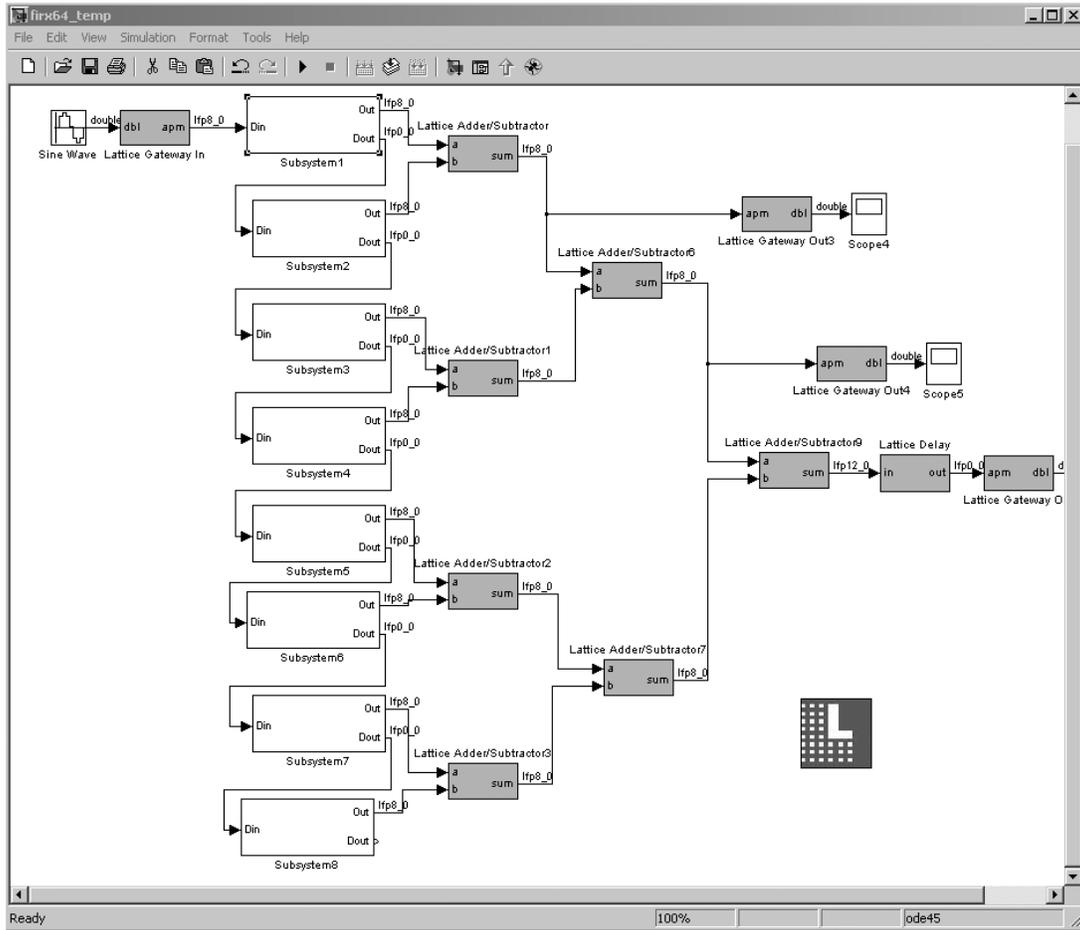 firx64_temp
File Edit View Simulation Format Tools Help
double
dbl apm
lfp8_0
Sine Wave
Lattice Gateway In
Din
Out
Dout
lfp8_0
lfp0_0
Subsystem1
Lattice Adder/Subtractor
a
b
sum
lfp8_0
Din
Out
Dout
lfp8_0
lfp0_0
Subsystem2
apm dbl
double
Lattice Gateway Out3
Scope4
Lattice Adder/Subtractor6
a
b
sum
lfp8_0
Din
Out
Dout
lfp8_0
lfp0_0
Subsystem3
Lattice Adder/Subtractor1
a
b
sum
lfp8_0
apm dbl
double
Lattice Gateway Out4
Scope5
Din
Out
Dout
lfp8_0
lfp0_0
Subsystem4
Lattice Adder/Subtractor9
a
b
sum
lfp12_0
Lattice Delay
in out
lfp0_0
apm dbl
d
Lattice Gateway O
Din
Out
Dout
lfp8_0
lfp0_0
Subsystem5
Lattice Adder/Subtractor2
a
b
sum
lfp8_0
Din
Out
Dout
lfp8_0
lfp0_0
Subsystem6
Lattice Adder/Subtractor7
a
b
sum
lfp8_0
Din
Out
Dout
lfp8_0
lfp0_0
Subsystem7
Lattice Adder/Subtractor3
a
b
sum
lfp8_0
Din
Out
Dout
lfp8_0
Subsystem8
L
Ready
100%
ode45